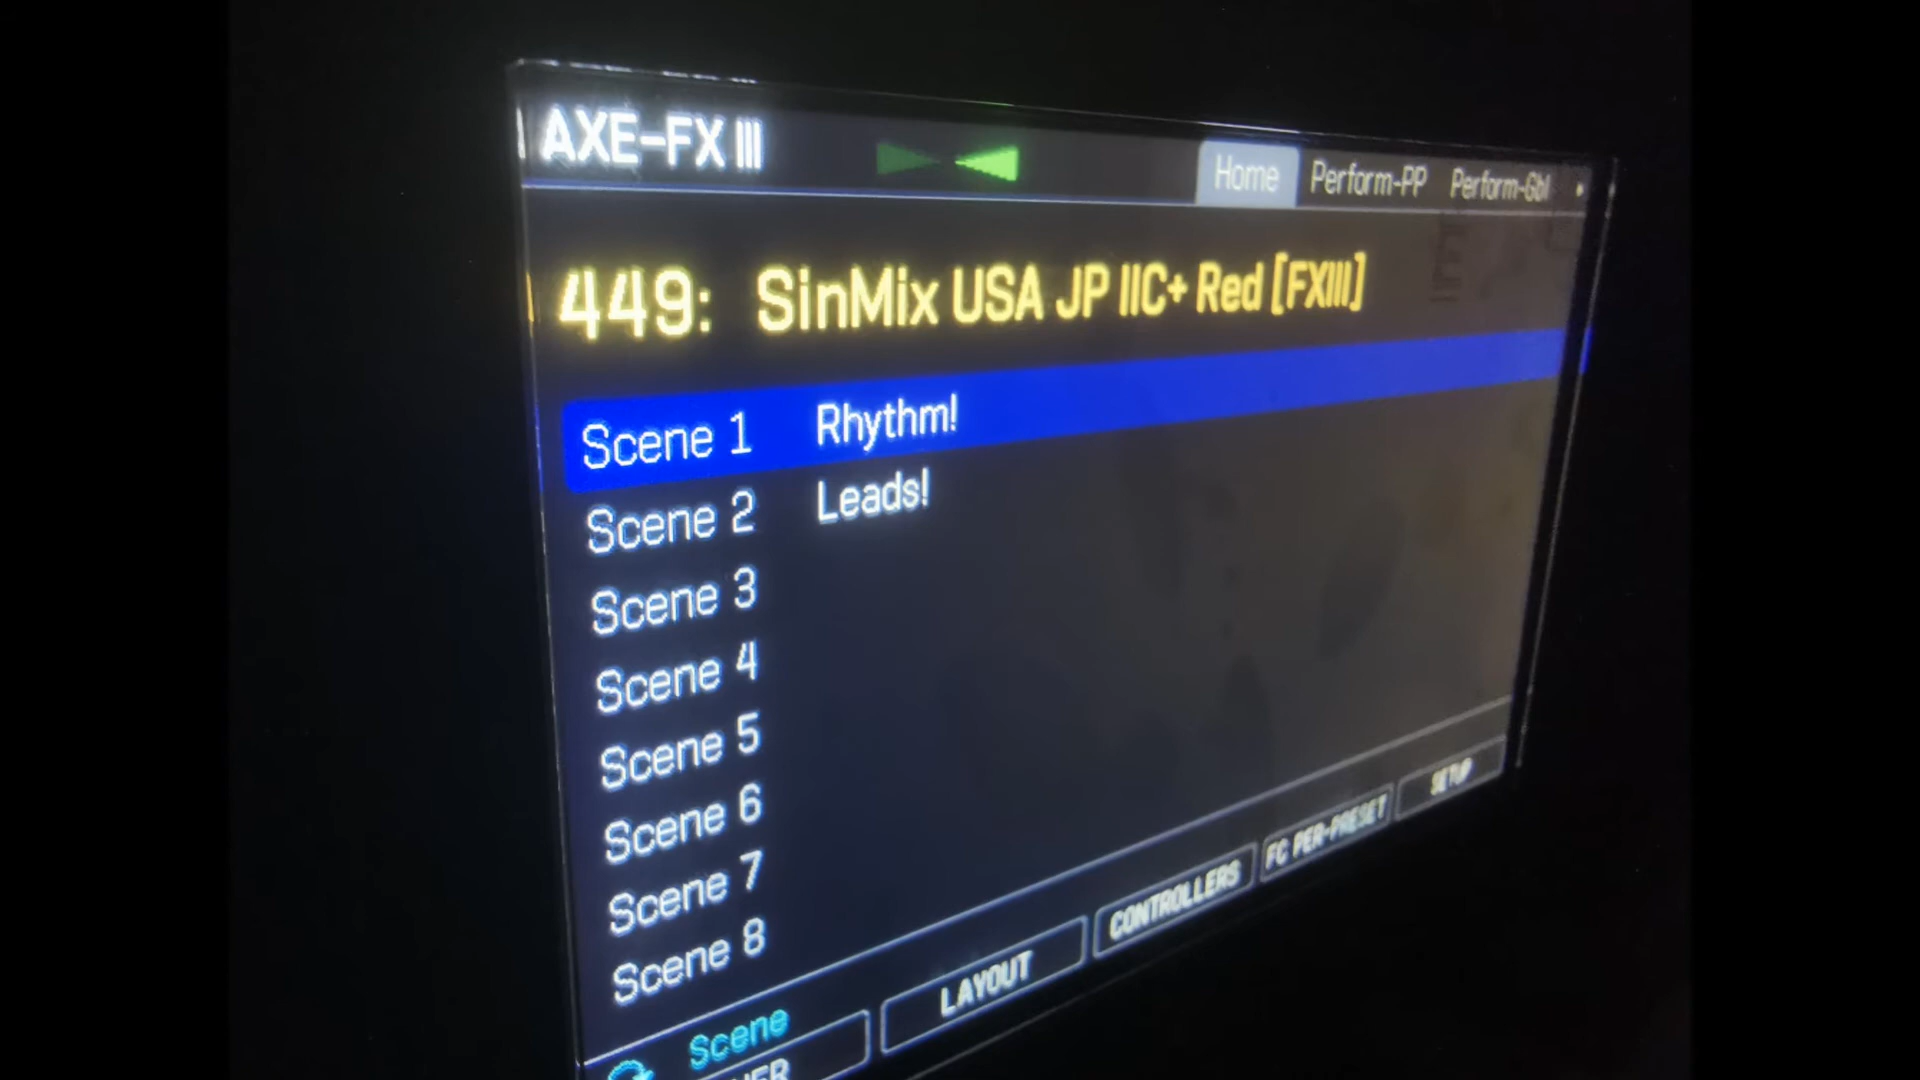 AXE-FX III
Home Perform-PP Perform-Gbl
449: SinMix USA JP IIC+ Red [FXIII]
Scene 1 Rhythm!
Scene 2 Leads!
Scene 3
Scene 4
Scene 5
Scene 6
Scene 7
Scene 8
Scene
LAYOUT CONTROLLERS FC PER-PRESET SETUP